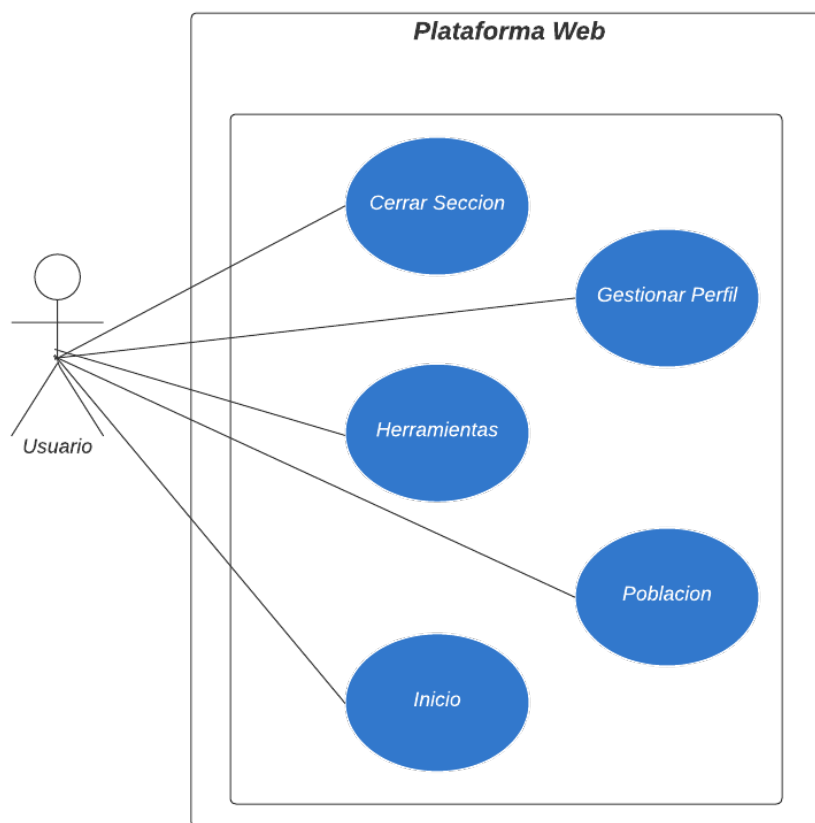 Plataforma Web
Cerrar Seccion
Gestionar Perfil
Herramientas
Usuario
Poblacion
Inicio